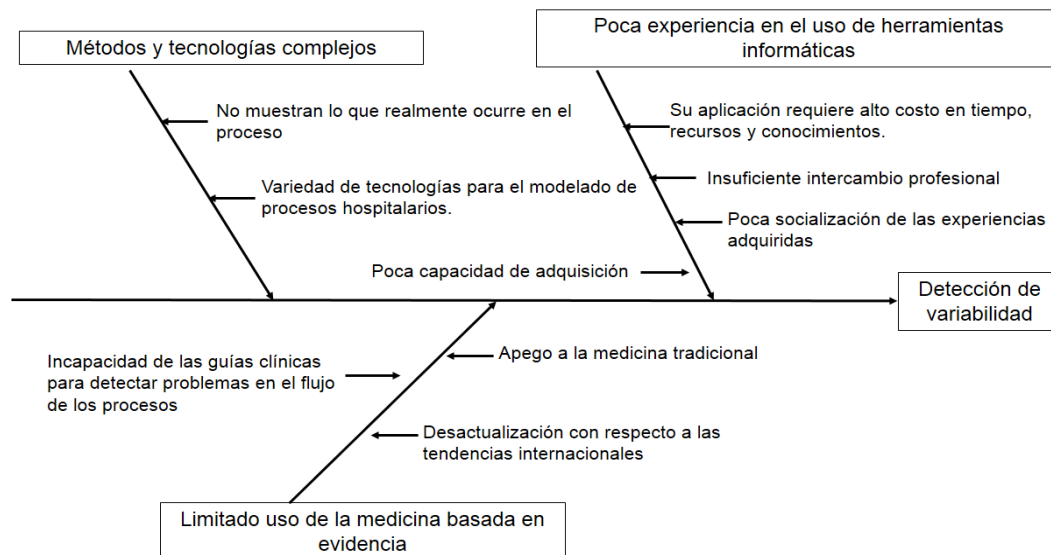 Métodos y tecnologías complejos
Poca experiencia en el uso de herramientas
informáticas
No muestran lo que realmente ocurre en el
proceso
Variedad de tecnologías para el modelado de
procesos hospitalarios.
Su aplicación requiere alto costo en tiempo,
recursos y conocimientos.
Insuficiente intercambio profesional
Poca socialización de las experiencias
adquiridas
Poca capacidad de adquisición
Detección de
variabilidad
Incapacidad de las guías clínicas
para detectar problemas en el flujo
de los procesos
Apego a la medicina tradicional
Desactualización con respecto a las
tendencias internacionales
Limitado uso de la medicina basada en
evidencia